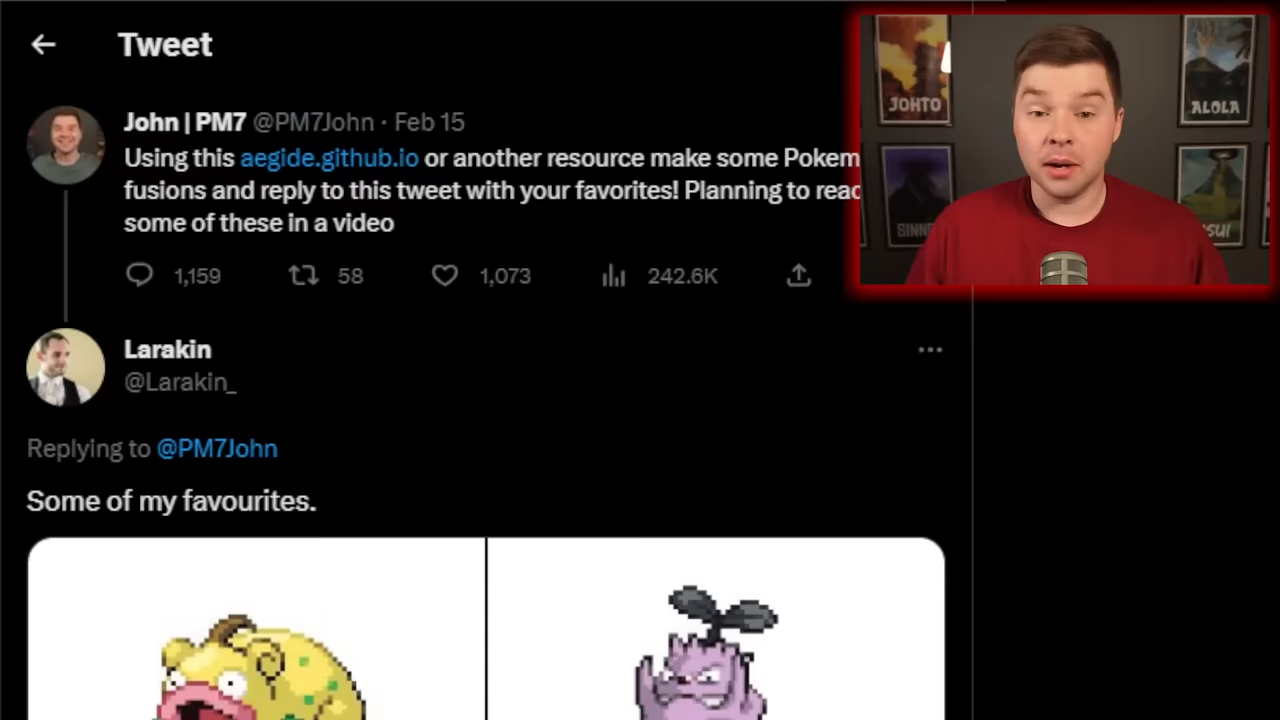 Tweet
John | PM7 @PM7John · Feb 15
Using this aegide.github.io or another resource make some Pokem
fusions and reply to this tweet with your favorites! Planning to read
some of these in a video
1,159 58 1,073 242.6K
JOHTO
ALOLA
SINN
SUI
Larakin
@Larakin_
Replying to @PM7John
Some of my favourites.